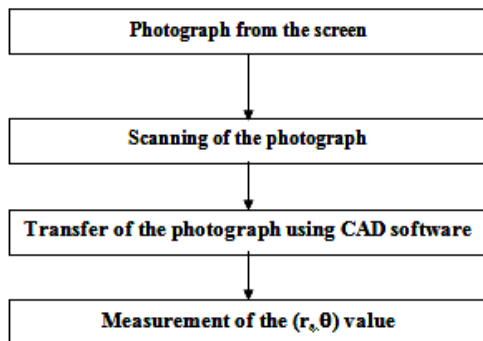 Photograph from the screen
Scanning of the photograph
Transfer of the photograph using CAD software
Measurement of the (r, θ) value